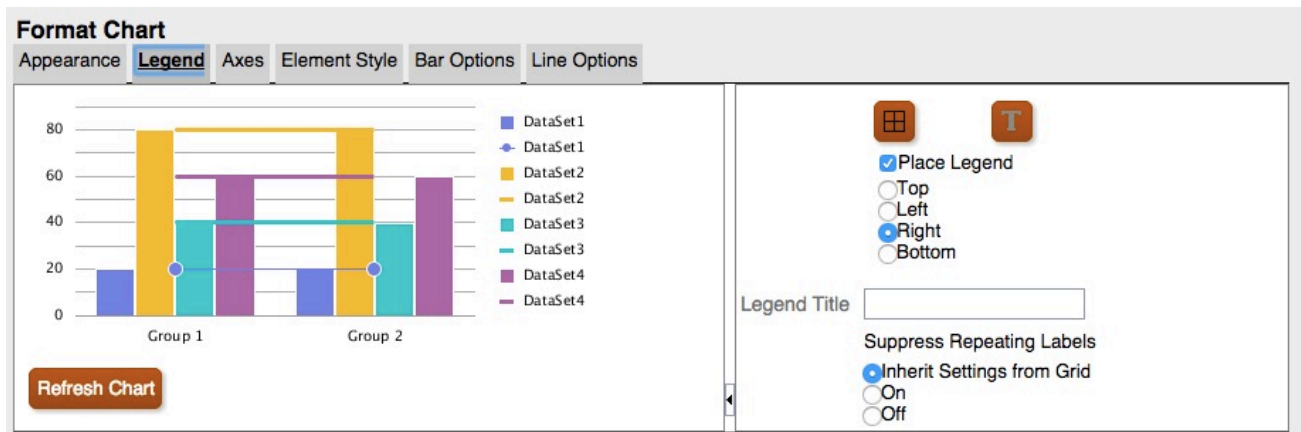 Format Chart
Appearance Legend Axes Element Style Bar Options Line Options
80
60
40
20
0
Group 1 Group 2
DataSet1
DataSet1
DataSet2
DataSet2
DataSet3
DataSet3
DataSet4
DataSet4
Refresh Chart
T
Place Legend
Top
Left
Right
Bottom
Legend Title
Suppress Repeating Labels
Inherit Settings from Grid
On
Off